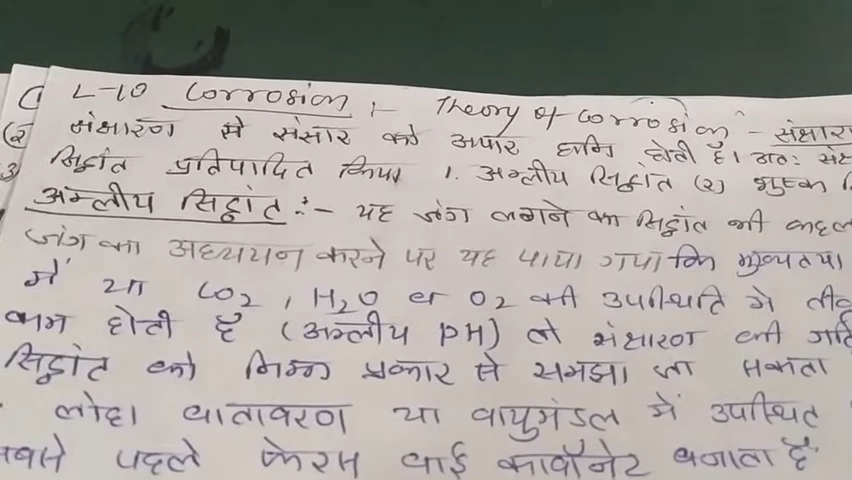 L-10 Corrosion :- Theory of corrosion - संक्षार
संक्षारण से संसार को अपार हानि होती है। अतः संक्ष
सिद्धांत प्रतिपादित किया 1. अम्लीय सिद्धांत (2) शुष्क
अम्लीय सिद्धांत :- यह जंग लगने का सिद्धांत भी कहल
जंग का अध्ययन करने पर यह पाया गया कि मुख्यतया
में या CO2, H2O व O2 की उपस्थिति में तीव्
काम होती है (अम्लीय PH) तो संक्षारण की गति
सिद्धांत को निम्न प्रकार से समझा जा सकता
लोहा वातावरण या वायुमंडल में उपस्थित
सबसे पहले फेरस बाई कार्बोनेट बनाता है